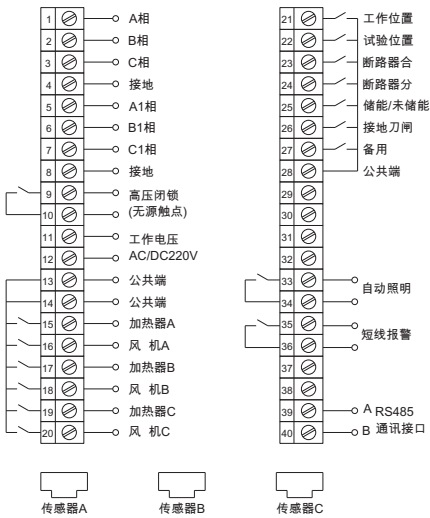 1 A相
2 B相
3 C相
4 接地
5 A1相
6 B1相
7 C1相
8 接地
9 高压闭锁
10 (无源触点)
11 工作电压
12 AC/DC220V
13 公共端
14 公共端
15 加热器A
16 风 机A
17 加热器B
18 风 机B
19 加热器C
20 风 机C
21 工作位置
22 试验位置
23 断路器合
24 断路器分
25 储能/未储能
26 接地刀闸
27 备用
28 公共端
29
30
31
32
33
自动照明
34
35
短线报警
36
37
38
39 A RS485
40 B 通讯接口
传感器A 传感器B 传感器C